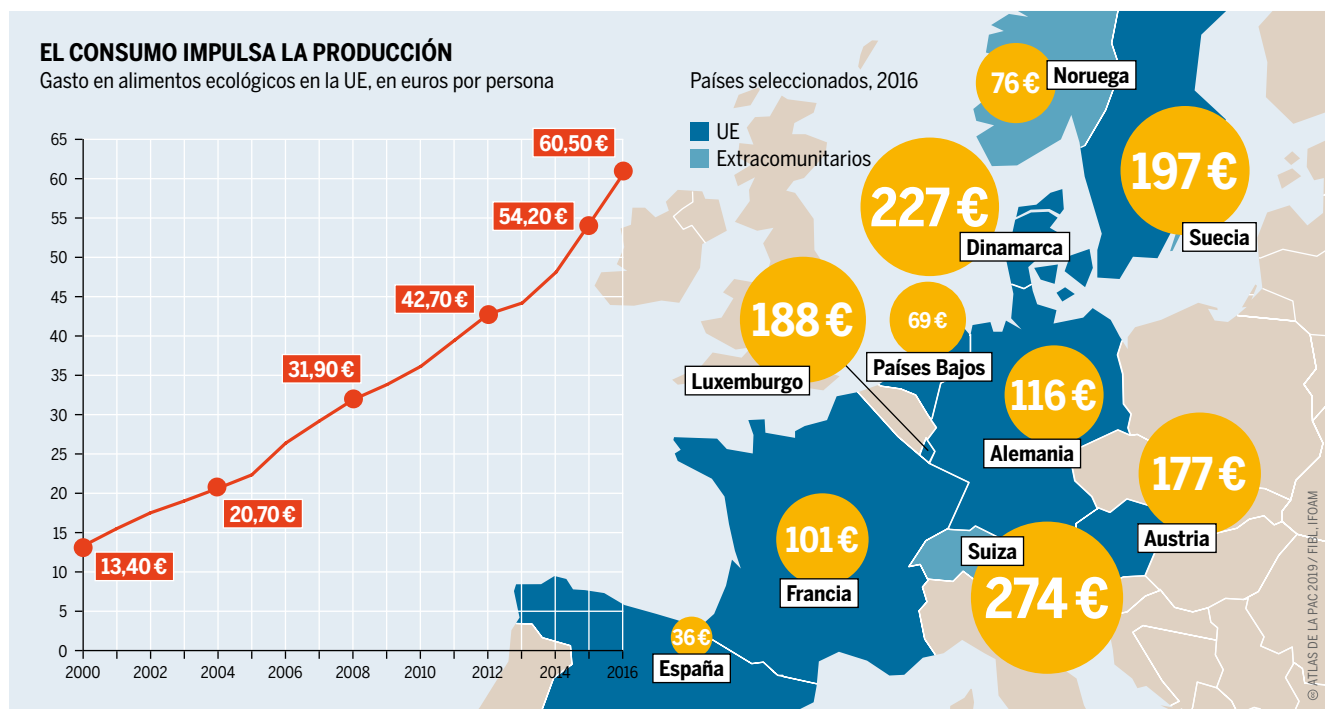 EL CONSUMO IMPULSA LA PRODUCCIÓN
Gasto en alimentos ecológicos en la UE, en euros por persona
65
60
55
50
45
40
35
30
25
20
15
10
5
0
2000
2002
2004
2006
2008
2010
2012
2014
2016
13,40 €
20,70 €
31,90 €
42,70 €
54,20 €
60,50 €
Países seleccionados, 2016
UE
Extracomunitarios
76 €
Noruega
197 €
Suecia
227 €
Dinamarca
188 €
Luxemburgo
69 €
Países Bajos
116 €
Alemania
177 €
Austria
101 €
Francia
Suiza
274 €
36 €
España
© ATLAS DE LA PAC 2019 / FIBL, IFOAM